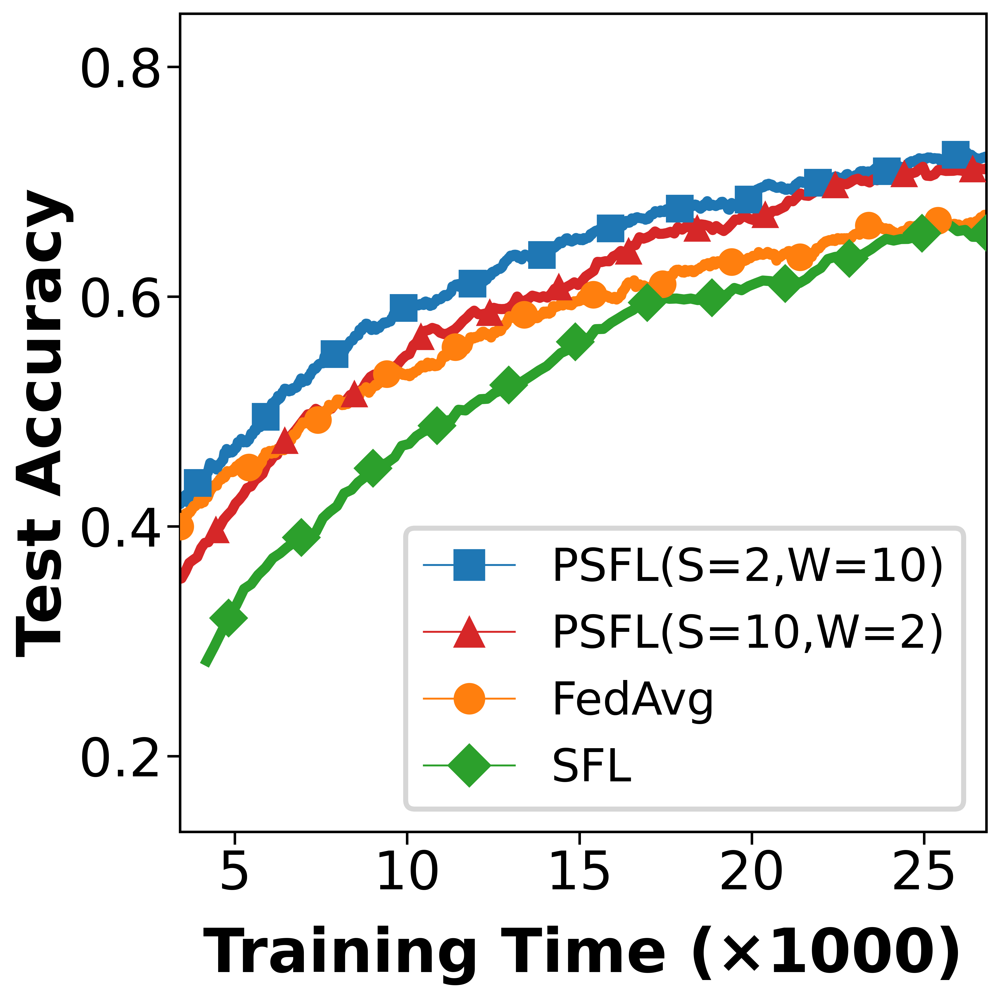 Test Accuracy
0.8
0.6
0.4
0.2
PSFL(S=2,W=10)
PSFL(S=10,W=2)
FedAvg
SFL
5 10 15 20 25
Training Time (×1000)